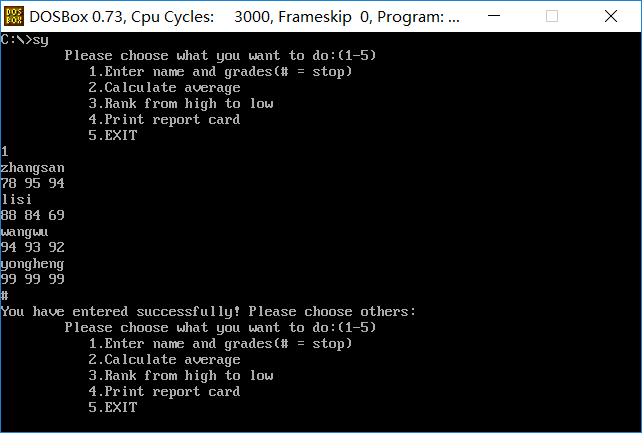 DOS BOX DOSBox 0.73, Cpu Cycles: 3000, Frameskip 0, Program: ...
C:\>sy
Please choose what you want to do:(1-5)
1.Enter name and grades(# = stop)
2.Calculate average
3.Rank from high to low
4.Print report card
5.EXIT
1
zhangsan
78 95 94
lisi
88 84 69
wangwu
94 93 92
yongheng
99 99 99
#
You have entered successfully! Please choose others:
Please choose what you want to do:(1-5)
1.Enter name and grades(# = stop)
2.Calculate average
3.Rank from high to low
4.Print report card
5.EXIT